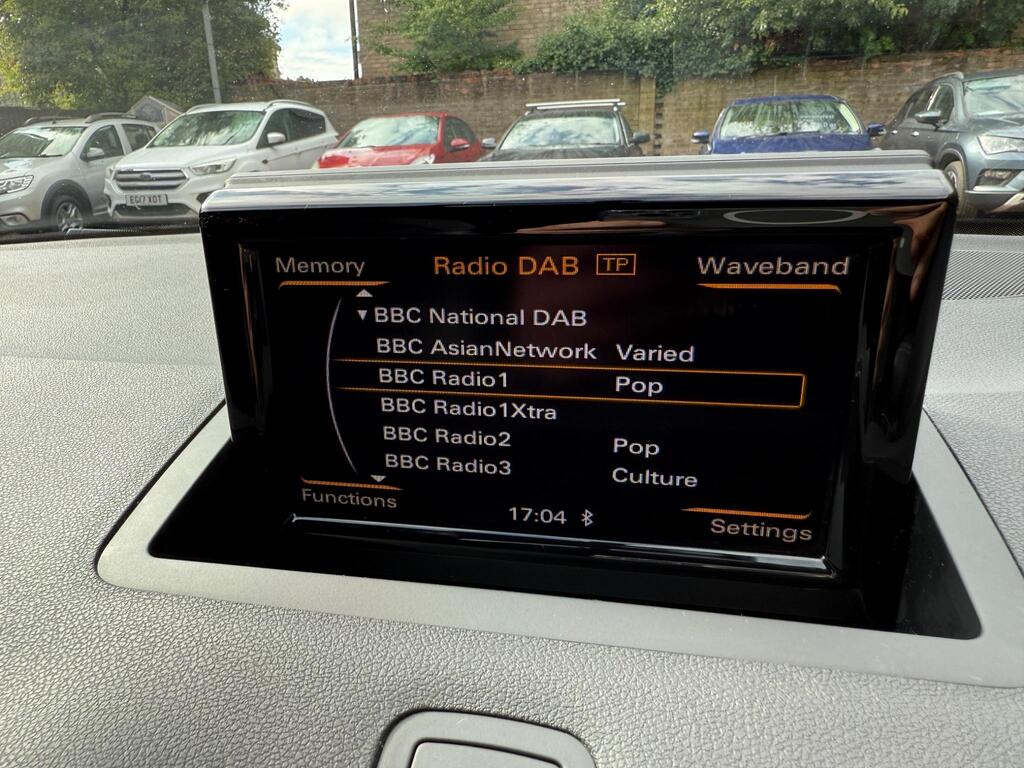 EG17 XOT
Memory Radio DAB TP Waveband
BBC National DAB
BBC AsianNetwork Varied
BBC Radio1 Pop
BBC Radio1Xtra
BBC Radio2 Pop
BBC Radio3 Culture
Functions 17:04 Settings